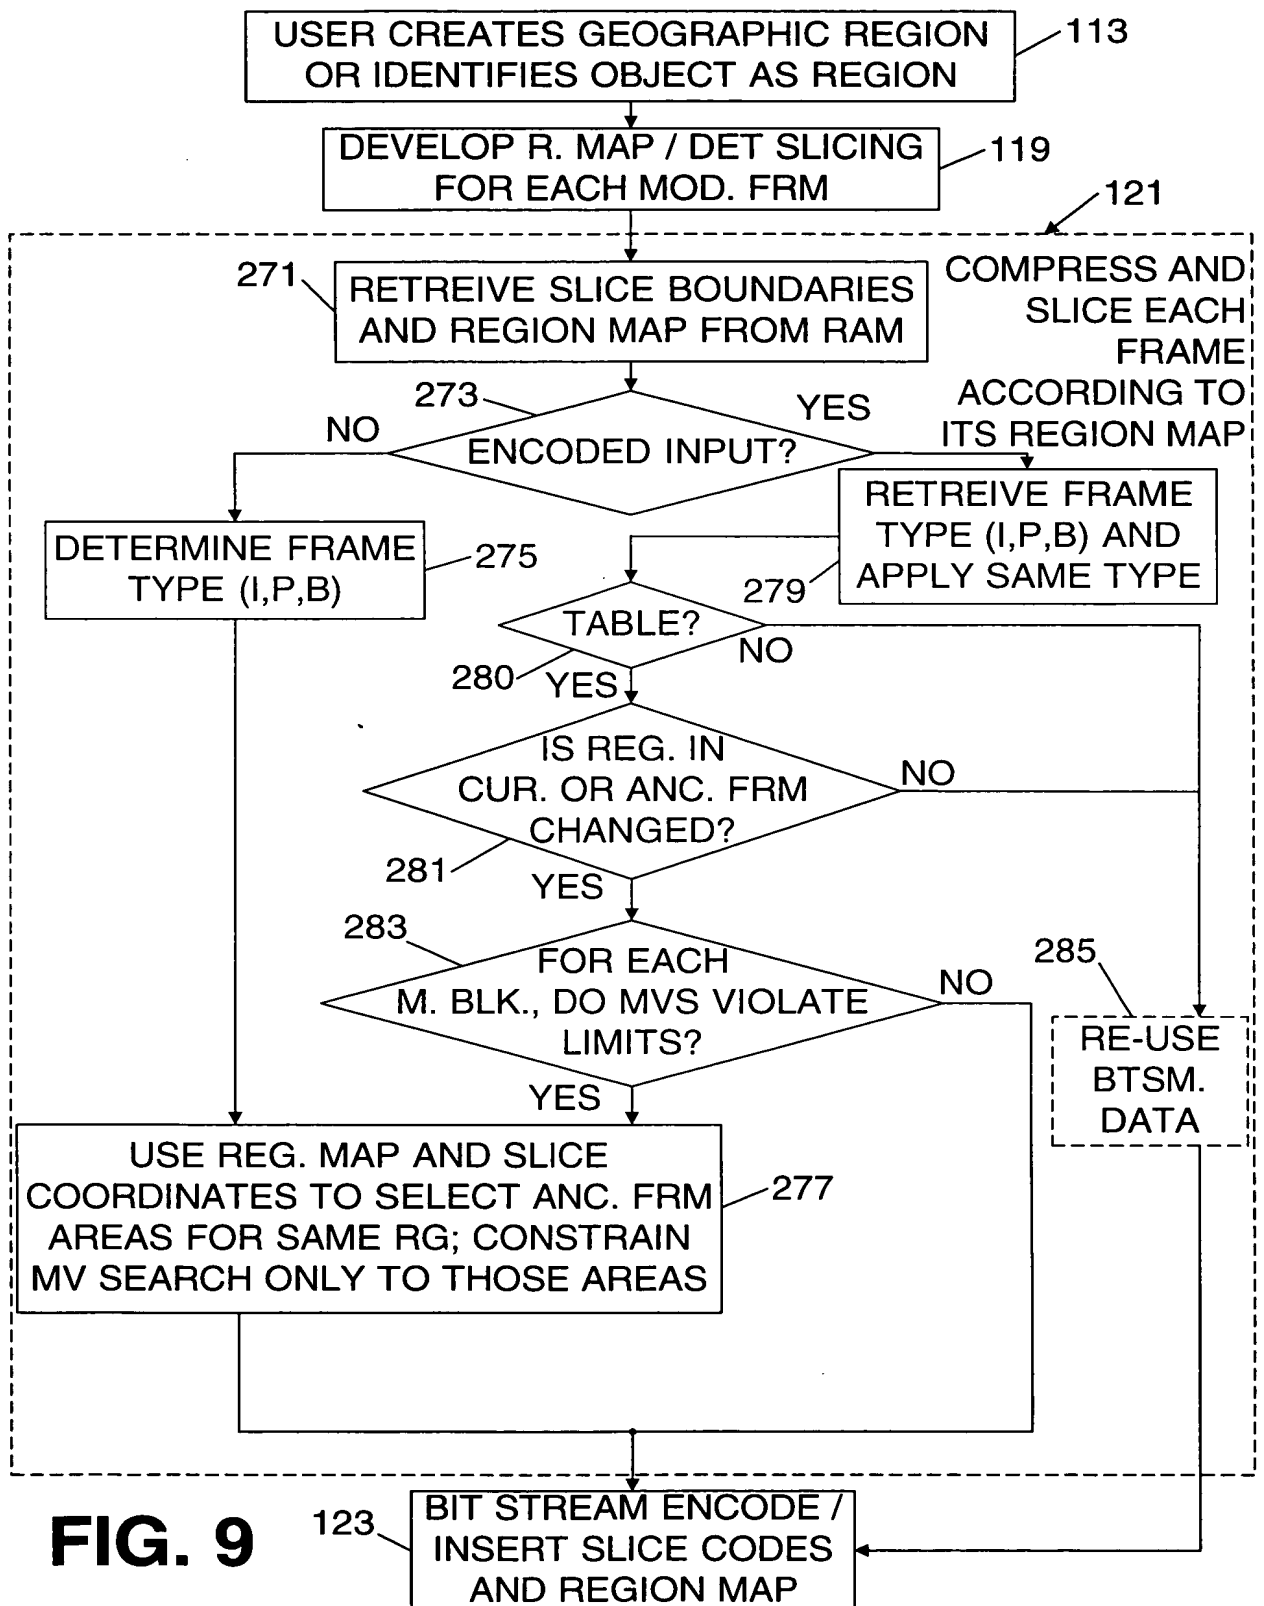 USER CREATES GEOGRAPHIC REGION
OR IDENTIFIES OBJECT AS REGION
113
DEVELOP R. MAP / DET SLICING
FOR EACH MOD. FRM
119
121
COMPRESS AND
SLICE EACH
FRAME
ACCORDING TO
ITS REGION MAP
271
RETREIVE SLICE BOUNDARIES
AND REGION MAP FROM RAM
273
NO
YES
ENCODED INPUT?
DETERMINE FRAME
TYPE (I,P,B)
275
RETREIVE FRAME
TYPE (I,P,B) AND
APPLY SAME TYPE
279
TABLE?
NO
280
YES
IS REG. IN
CUR. OR ANC. FRM
CHANGED?
NO
281
YES
283
FOR EACH
M. BLK., DO MVS VIOLATE
LIMITS?
NO
YES
285
RE-USE
BTSM.
DATA
USE REG. MAP AND SLICE
COORDINATES TO SELECT ANC. FRM
AREAS FOR SAME RG; CONSTRAIN
MV SEARCH ONLY TO THOSE AREAS
277
FIG. 9
123
BIT STREAM ENCODE /
INSERT SLICE CODES
AND REGION MAP